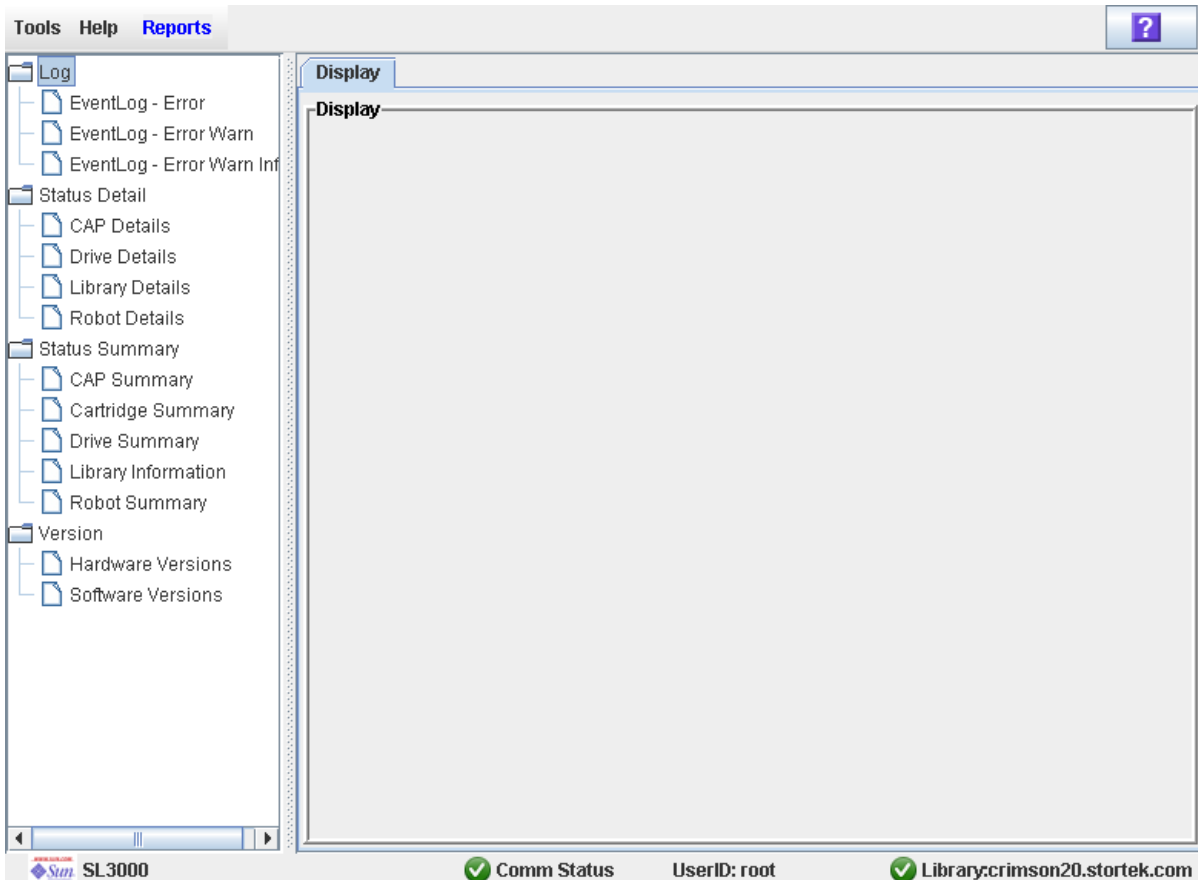 Tools Help Reports
?
Log
EventLog - Error
EventLog - Error Warn
EventLog - Error Warn Inf
Status Detail
CAP Details
Drive Details
Library Details
Robot Details
Status Summary
CAP Summary
Cartridge Summary
Drive Summary
Library Information
Robot Summary
Version
Hardware Versions
Software Versions
Display
Display
Sun SL3000 Comm Status UserID: root Library:crimson20.stortek.com